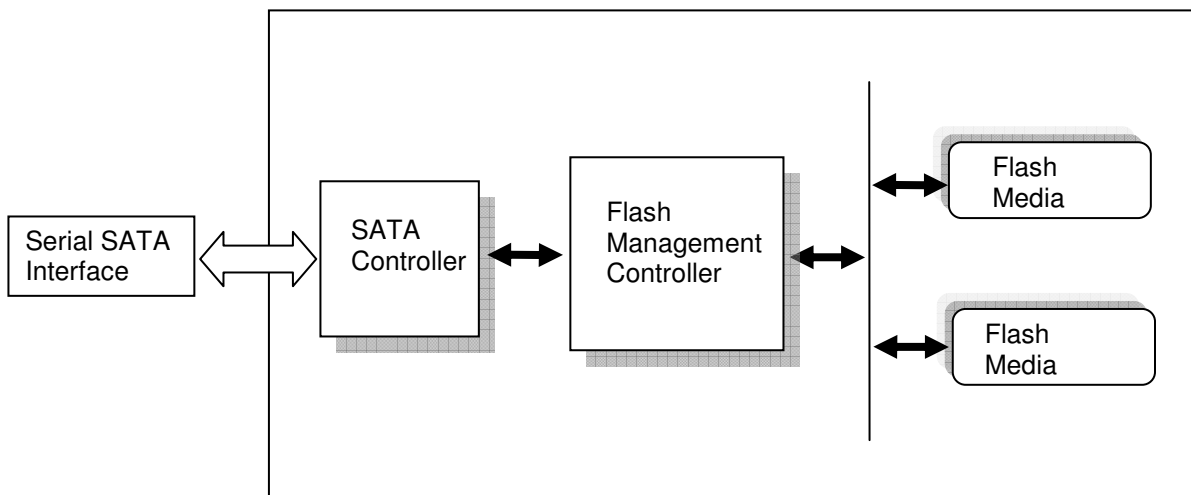 Serial SATA
Interface
SATA
Controller
Flash
Management
Controller
Flash
Media
Flash
Media